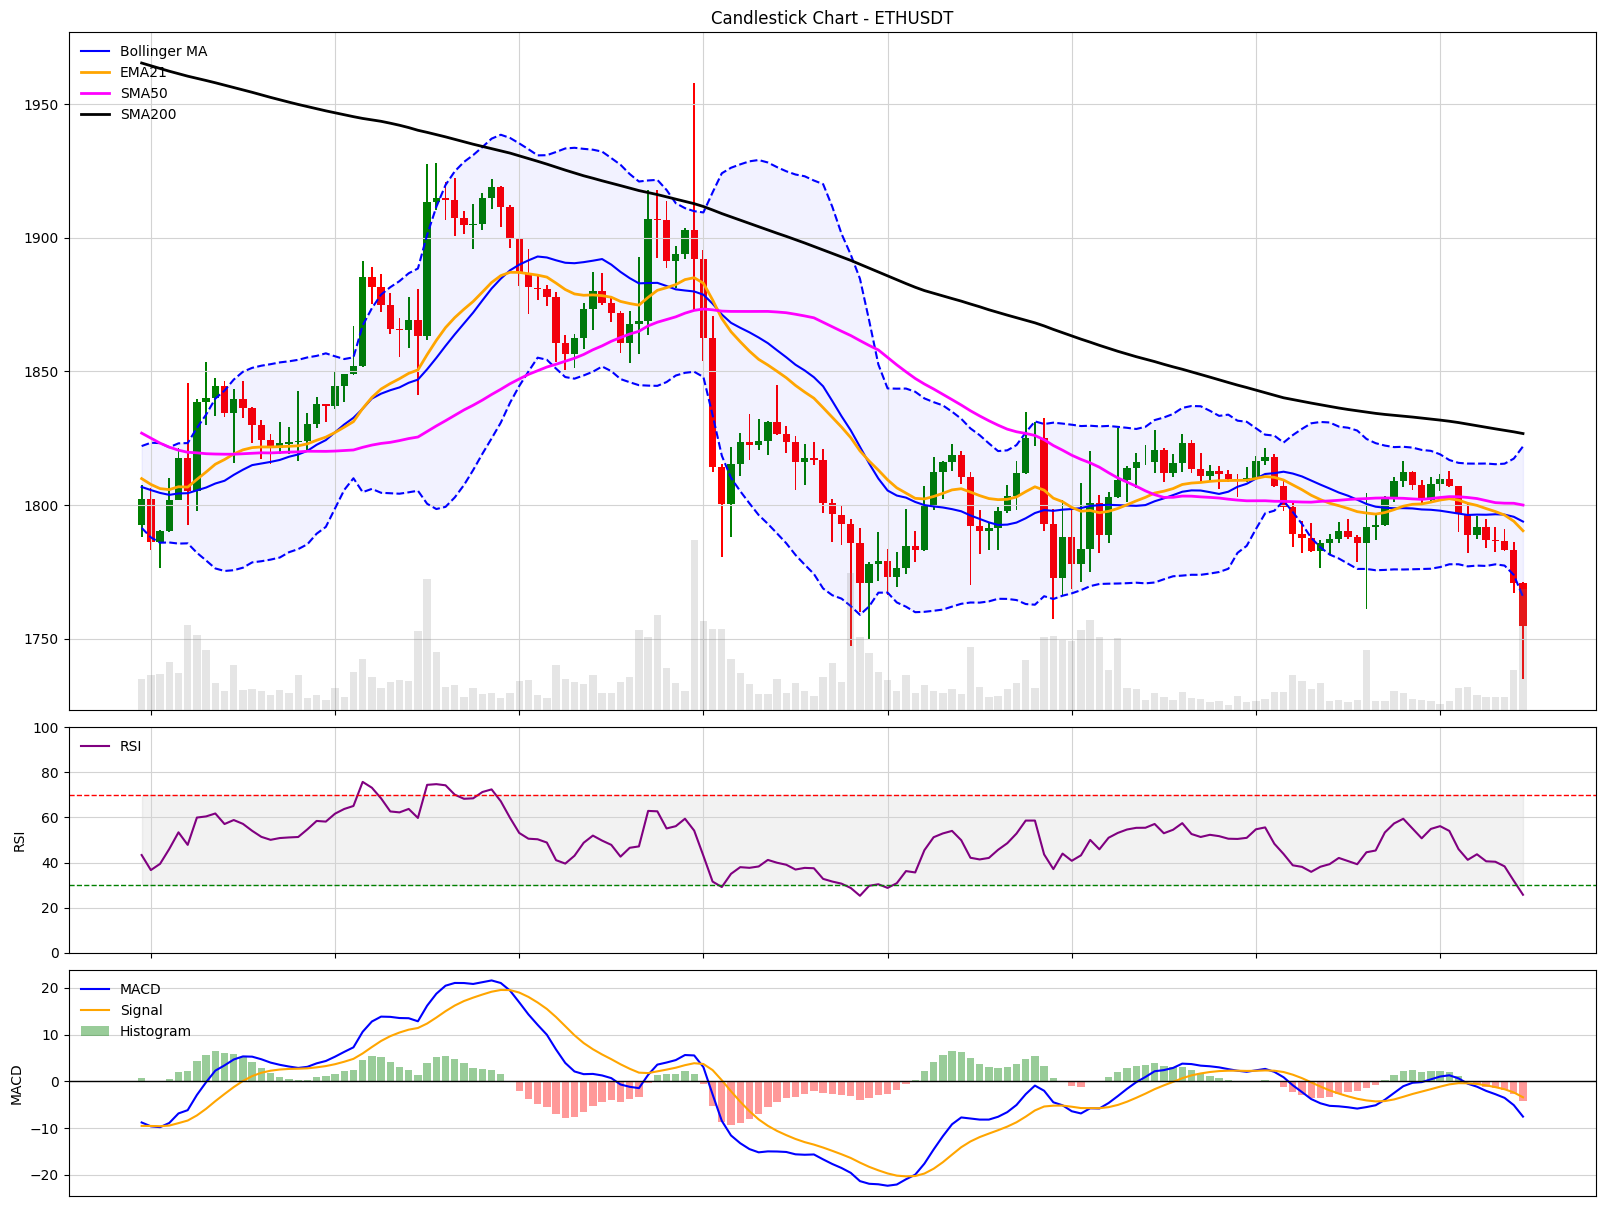 Candlestick Chart - ETHUSDT
Bollinger MA
EMA21
SMA50
SMA200
1950
1900
1850
1800
1750
RSI
100
80
60
40
20
0
RSI
MACD
Signal
Histogram
20
10
0
−10
−20
MACD